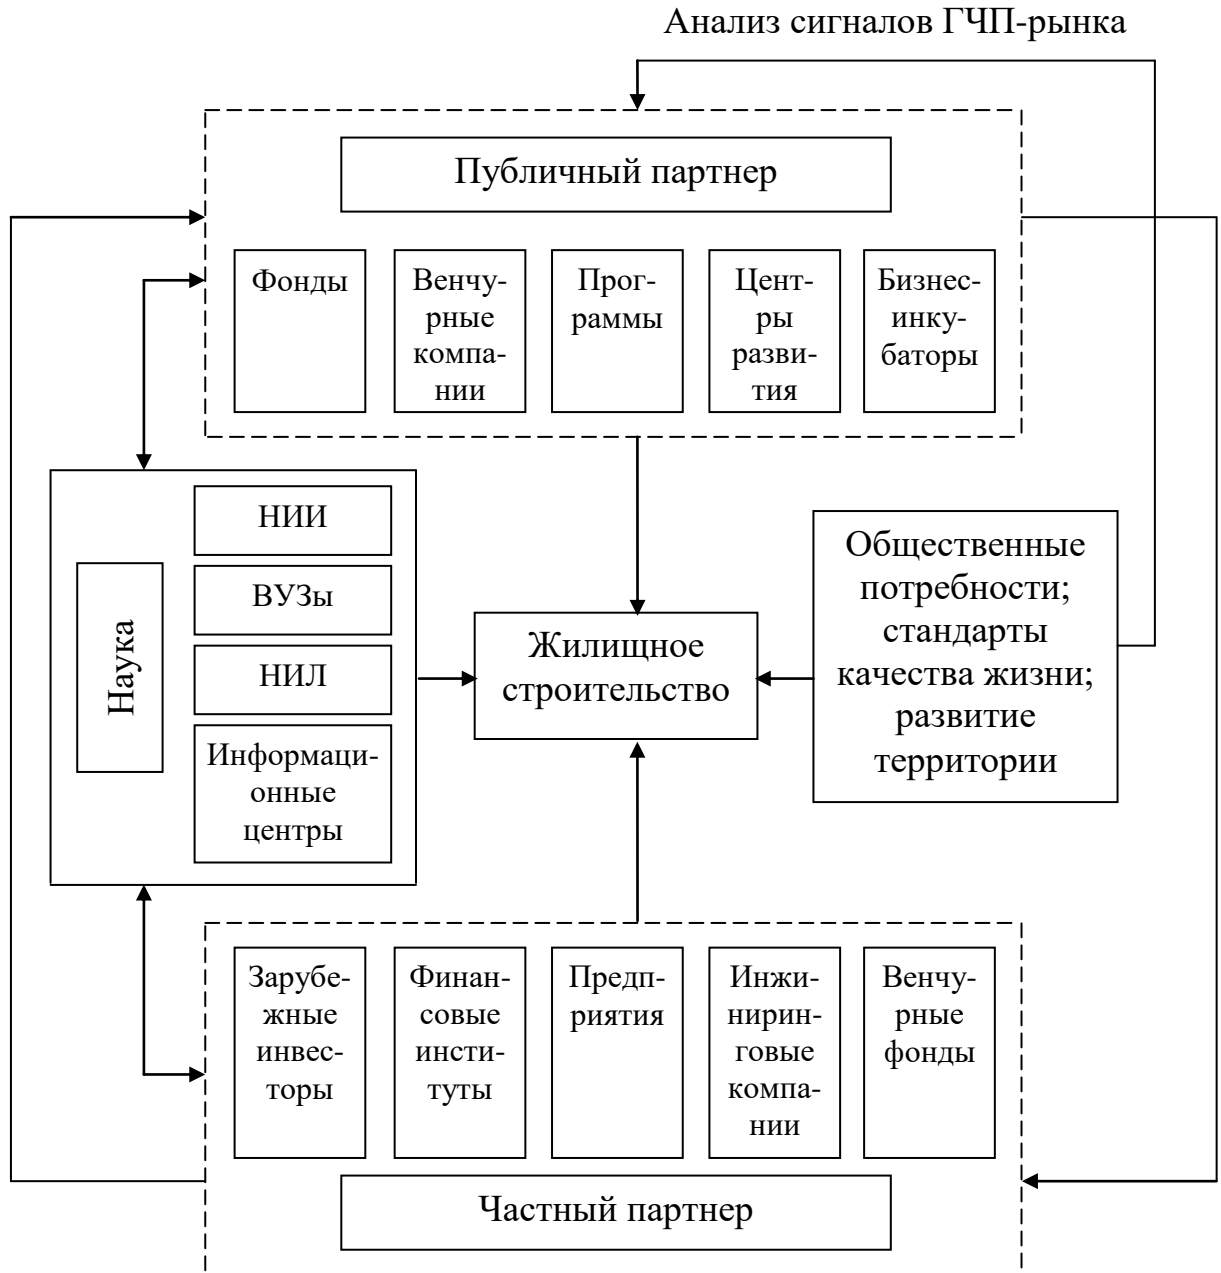 Анализ сигналов ГЧП-рынка
Публичный партнер
Фонды
Венчу-
рные
компа-
нии
Прог-
раммы
Цент-
ры
разви-
тия
Бизнес-
инку-
баторы
Наука
НИИ
ВУЗы
НИЛ
Информаци-
онные
центры
Жилищное
строительство
Общественные
потребности;
стандарты
качества жизни;
развитие
территории
Зарубе-
жные
инвес-
торы
Финан-
совые
инсти-
туты
Предп-
риятия
Инжи-
нирин-
говые
компа-
нии
Венчу-
рные
фонды
Частный партнер